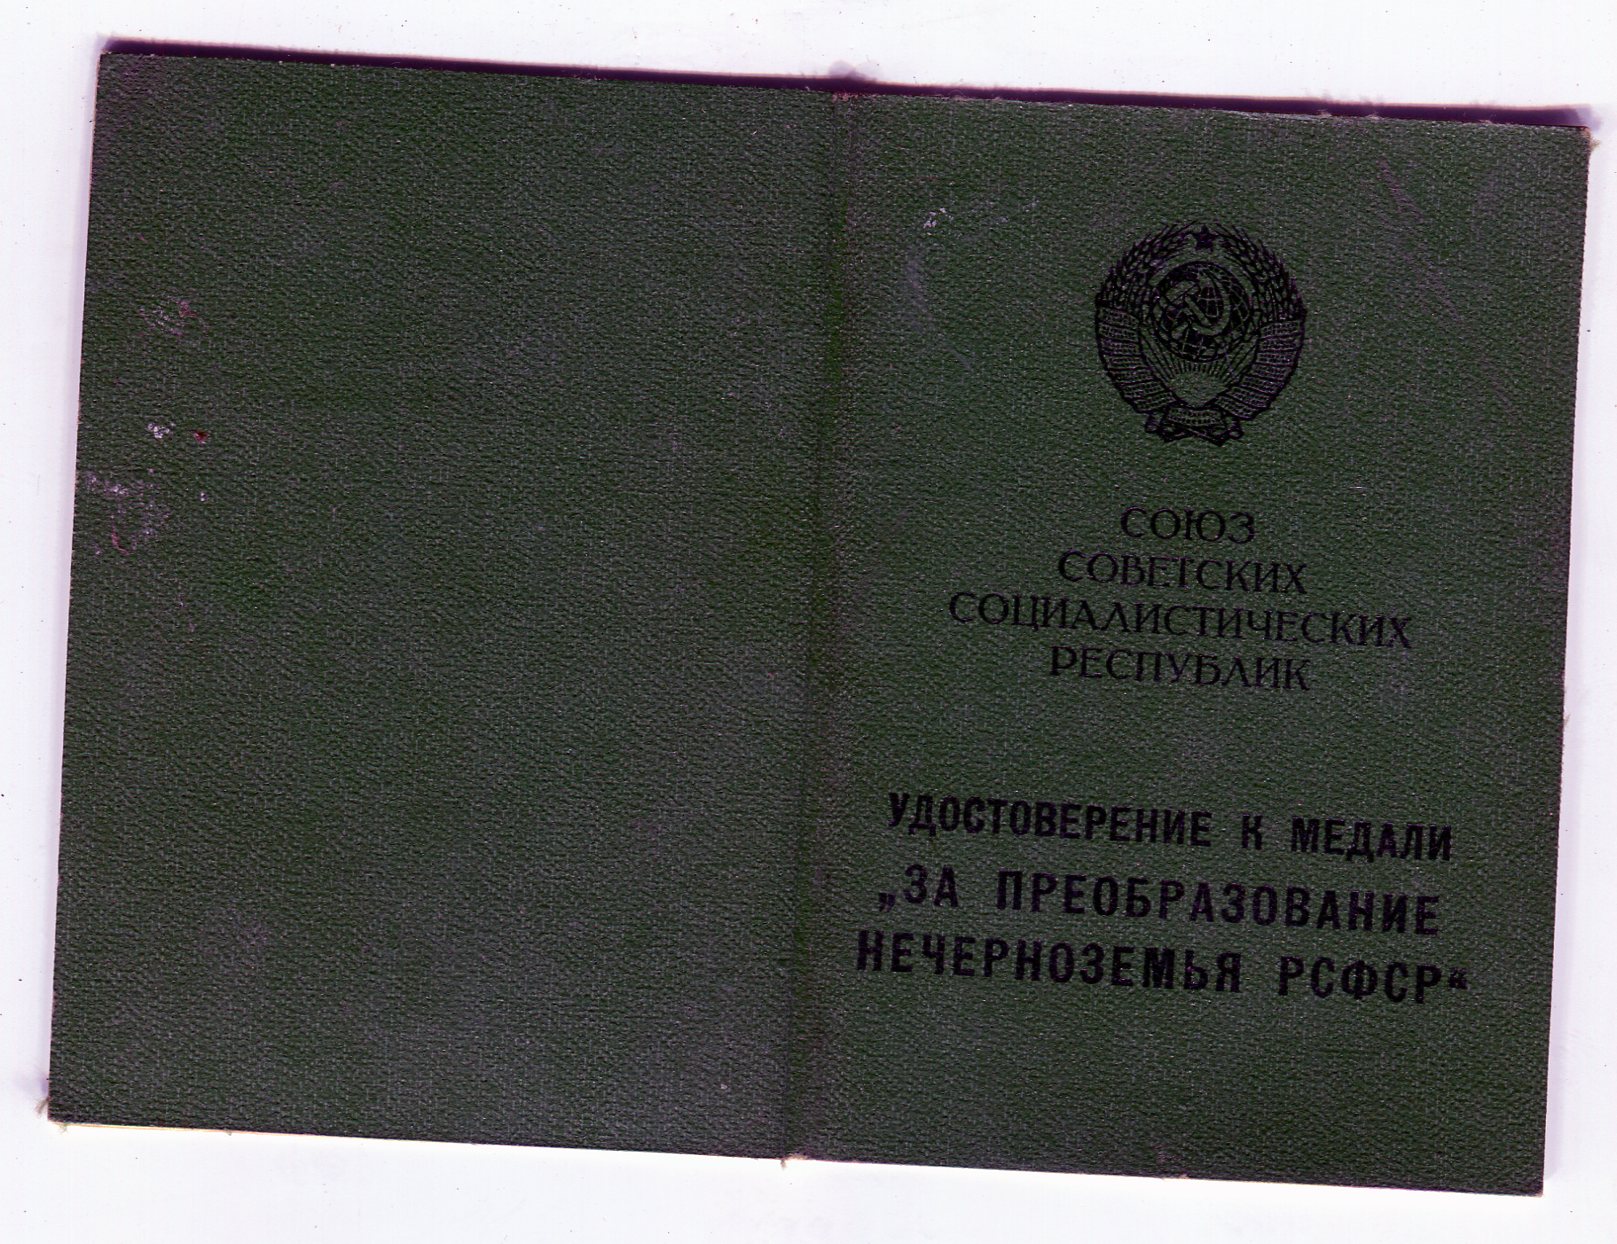 СОЮЗ
СОВЕТСКИХ
СОЦИАЛИСТИЧЕСКИХ
РЕСПУБЛИК
УДОСТОВЕРЕНИЕ К МЕДАЛИ
„ЗА ПРЕОБРАЗОВАНИЕ
НЕЧЕРНОЗЕМЬЯ РСФСР“